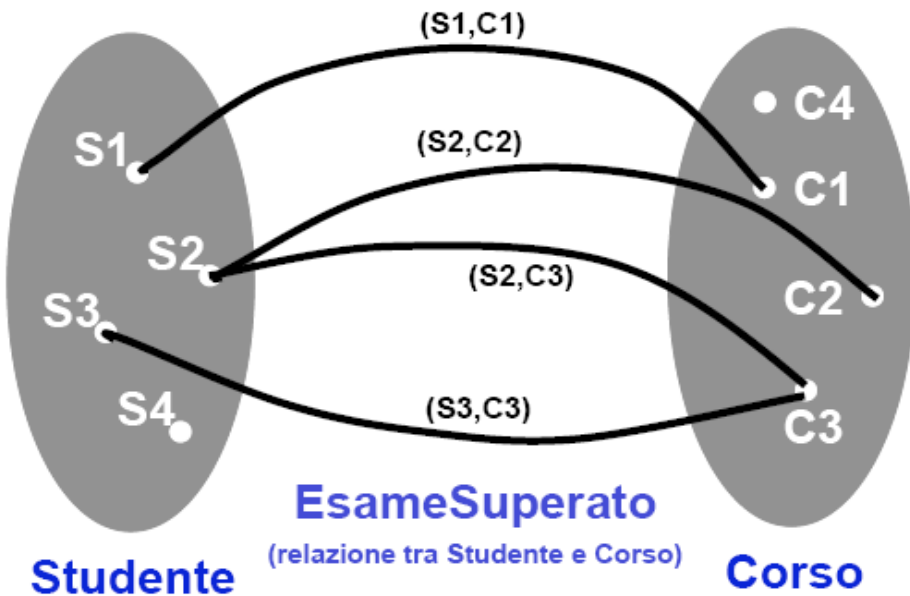 (S1,C1)
C4
S1
(S2,C2)
C1
S2
(S2,C3)
C2
S3
S4
(S3,C3)
C3
EsameSuperato
(relazione tra Studente e Corso)
Studente
Corso